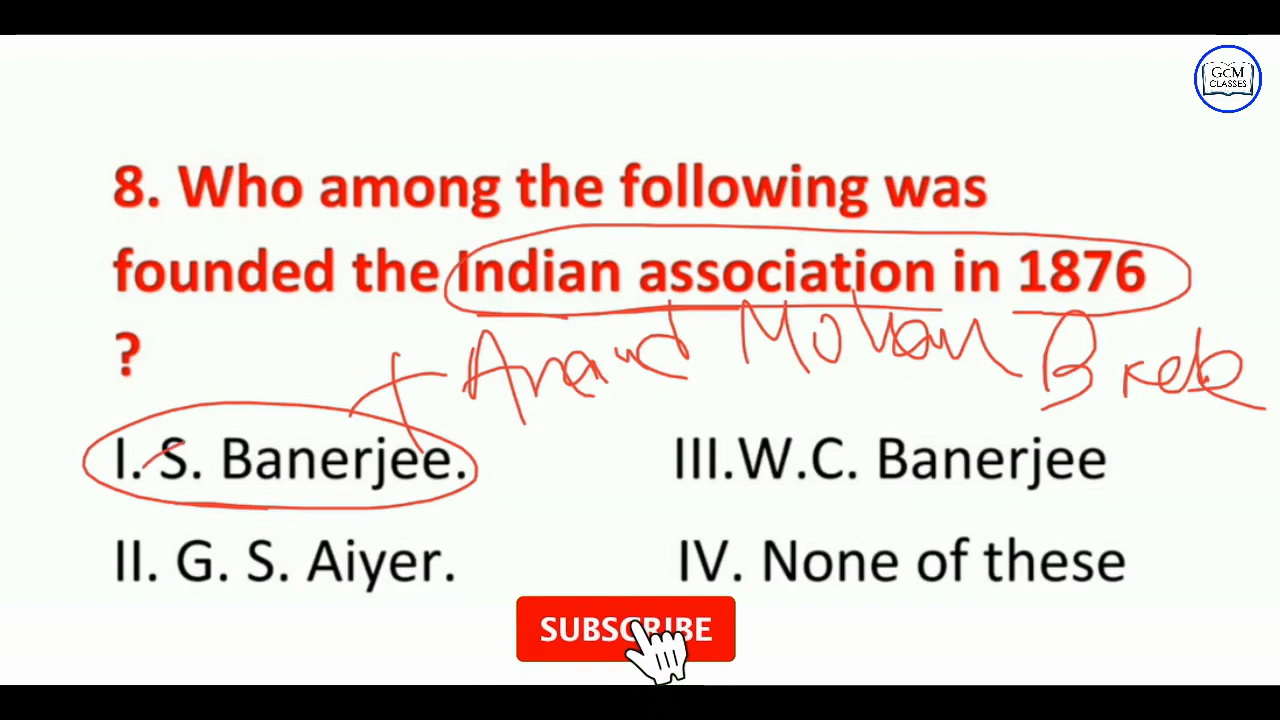 GCM
CLASSES
8. Who among the following was
founded the Indian association in 1876
?
+ Anand Mohan
I. S. Banerjee.
III.W.C. Banerjee
II. G. S. Aiyer.
IV. None of these
SUBSCRIBE